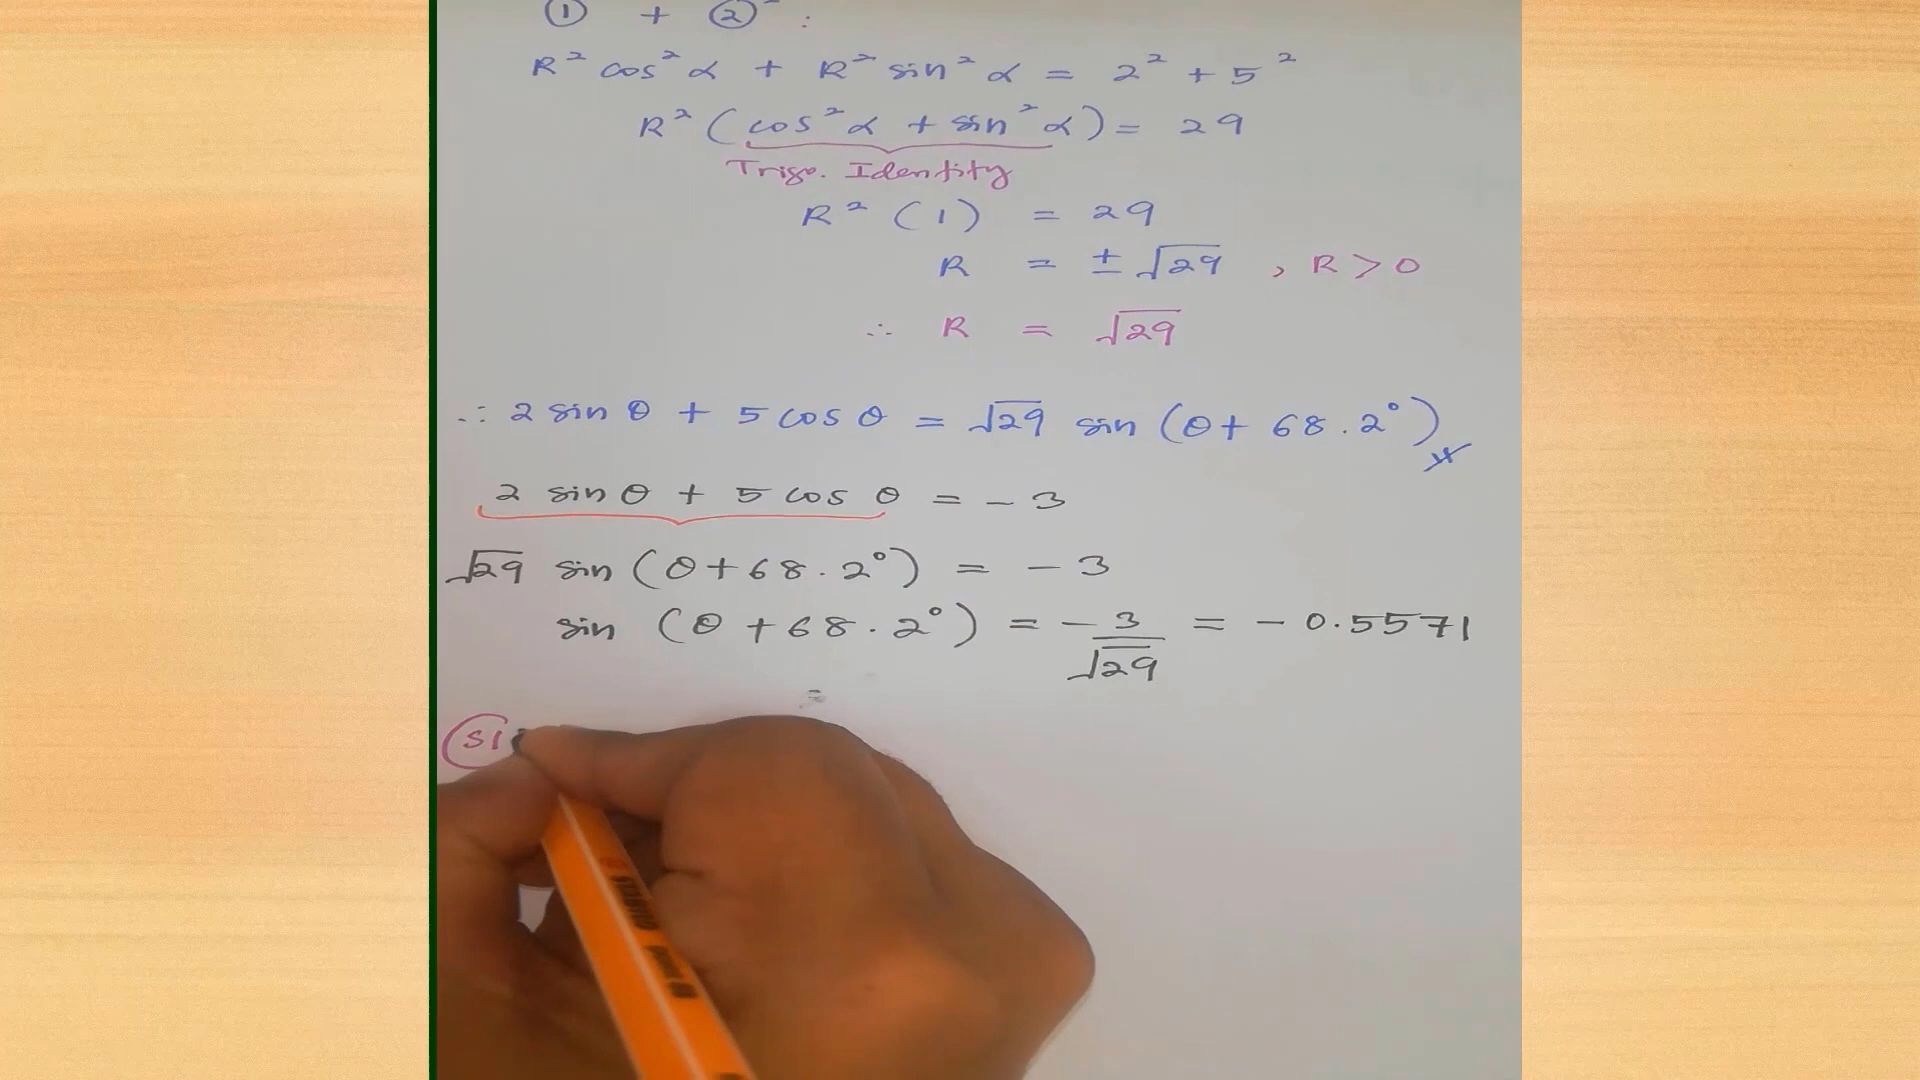 ① + ②² :
R² cos² α + R² sin² α = 2² + 5²
R² (cos² α + sin² α) = 29
Trigo. Identity
R² (1) = 29
R = ± √29 , R > 0
∴ R = √29
∴ 2 sin θ + 5 cos θ = √29 sin (θ + 68.2°)
2 sin θ + 5 cos θ = - 3
√29 sin (θ + 68.2°) = - 3
sin (θ + 68.2°) = - 3/√29 = - 0.5571
S1